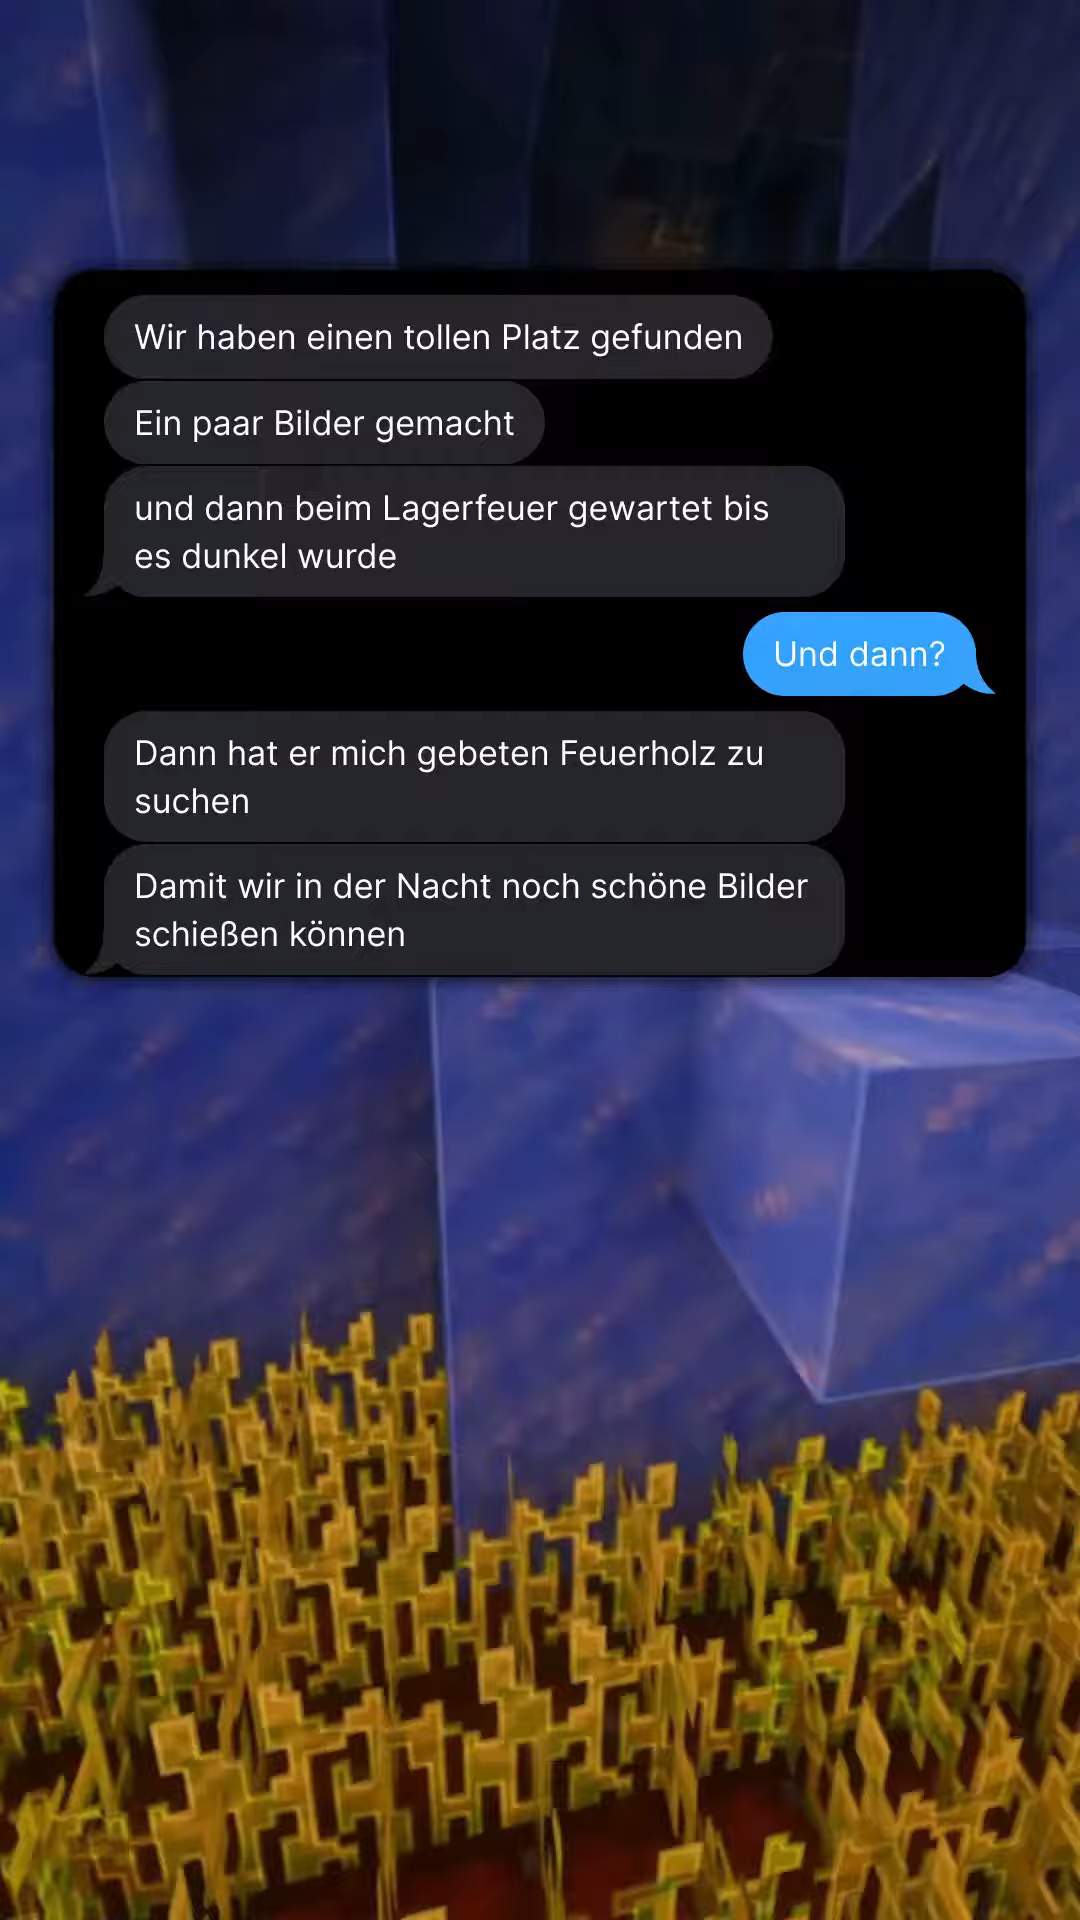 Wir haben einen tollen Platz gefunden
Ein paar Bilder gemacht
und dann beim Lagerfeuer gewartet bis
es dunkel wurde
Und dann?
Dann hat er mich gebeten Feuerholz zu
suchen
Damit wir in der Nacht noch schöne Bilder
schießen können